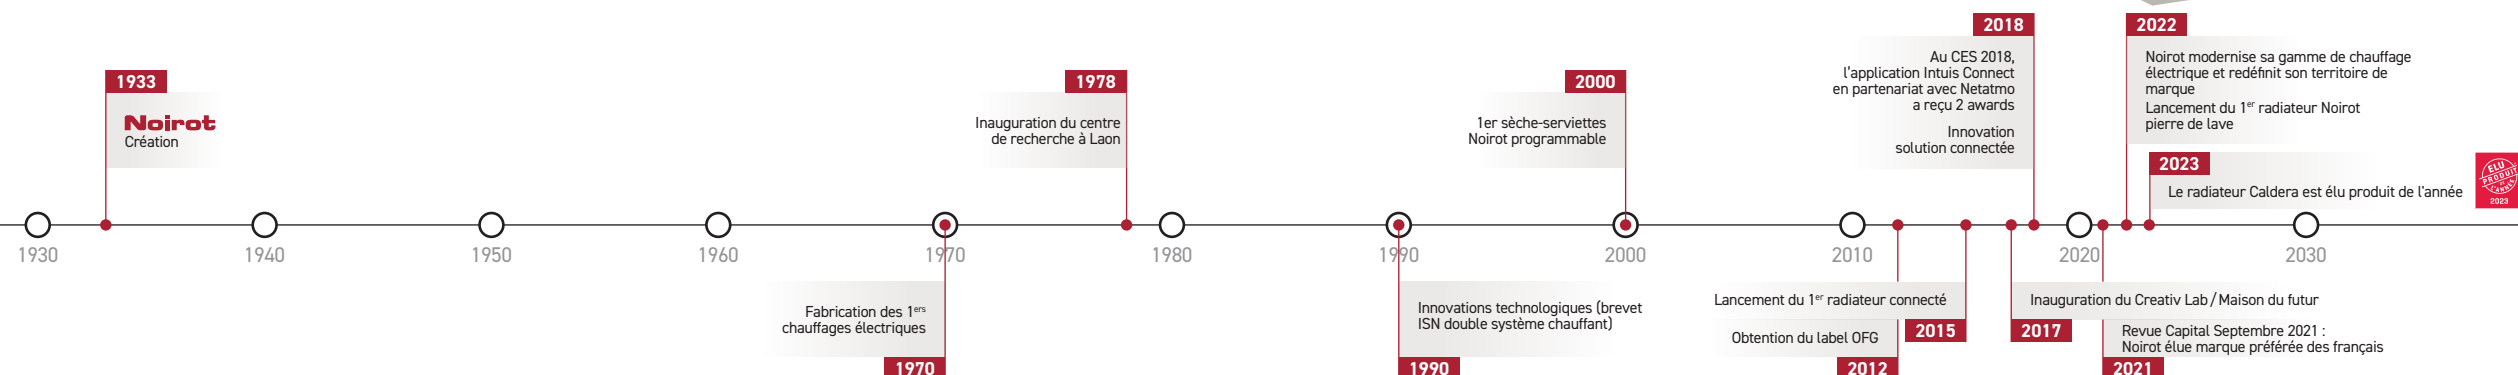 1933
Noirot
Création
1978
Inauguration du centre
de recherche à Laon
2000
1er sèche-serviettes
Noirot programmable
2018
Au CES 2018,
l'application Intuis Connect
en partenariat avec Netatmo
a reçu 2 awards
Innovation
solution connectée
2022
Noirot modernise sa gamme de chauffage
électrique et redéfinit son territoire de
marque
Lancement du 1er radiateur Noirot
pierre de lave
2023
Le radiateur Caldera est élu produit de l'année
ELU
PRODUIT
DE
L'ANNÉE
2023
1930
1940
1950
1960
1970
1980
1990
2000
2010
2020
2030
Fabrication des 1ers
chauffages électriques
1970
Innovations technologiques (brevet
ISN double système chauffant)
1990
Lancement du 1er radiateur connecté
2015
Obtention du label OFG
2012
Inauguration du Creativ Lab / Maison du futur
2017
Revue Capital Septembre 2021 :
Noirot élue marque préférée des français
2021